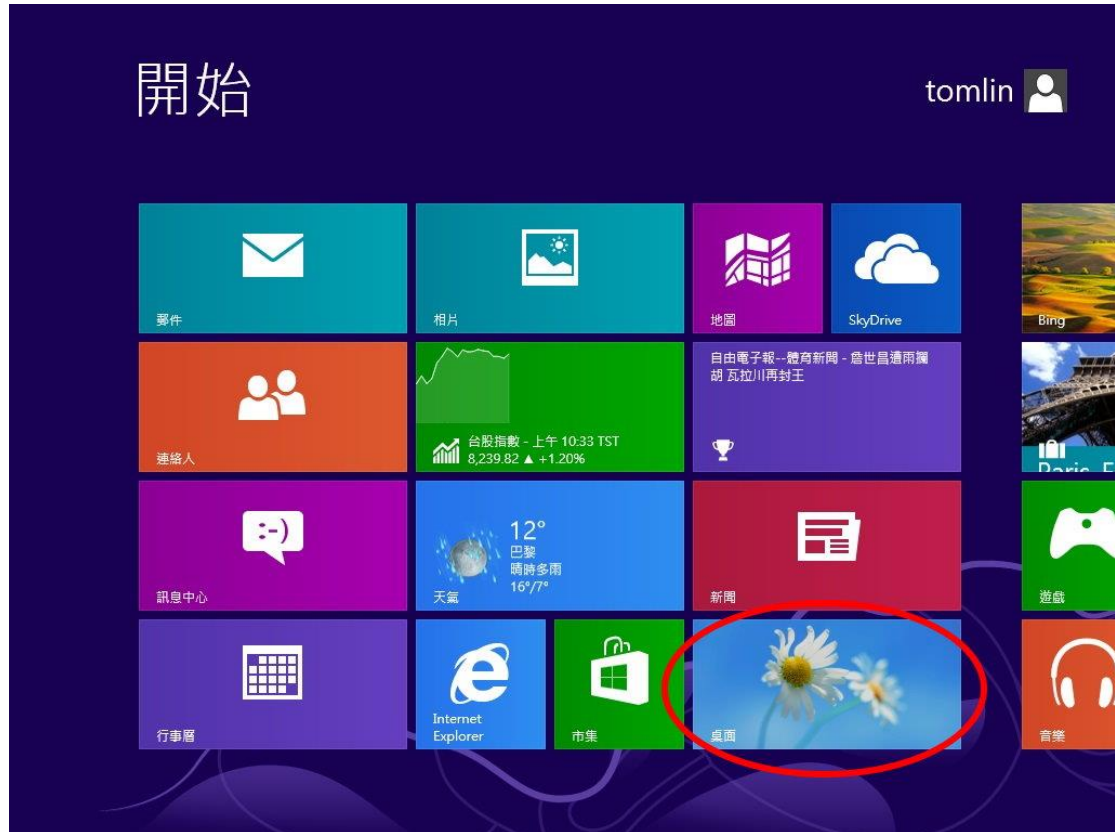 開始
tomlin
郵件
相片
地圖
SkyDrive
Bing
連絡人
台股指數 - 上午 10:33 TST
8,239.82 ▲ +1.20%
自由電子報--體育新聞 - 詹世昌遭雨攔
胡 瓦拉川再封王
Paris, F
訊息中心
:-)
12°
巴黎
晴時多雨
16°/7°
天氣
新聞
遊戲
行事曆
Internet
Explorer
市集
桌面
音樂